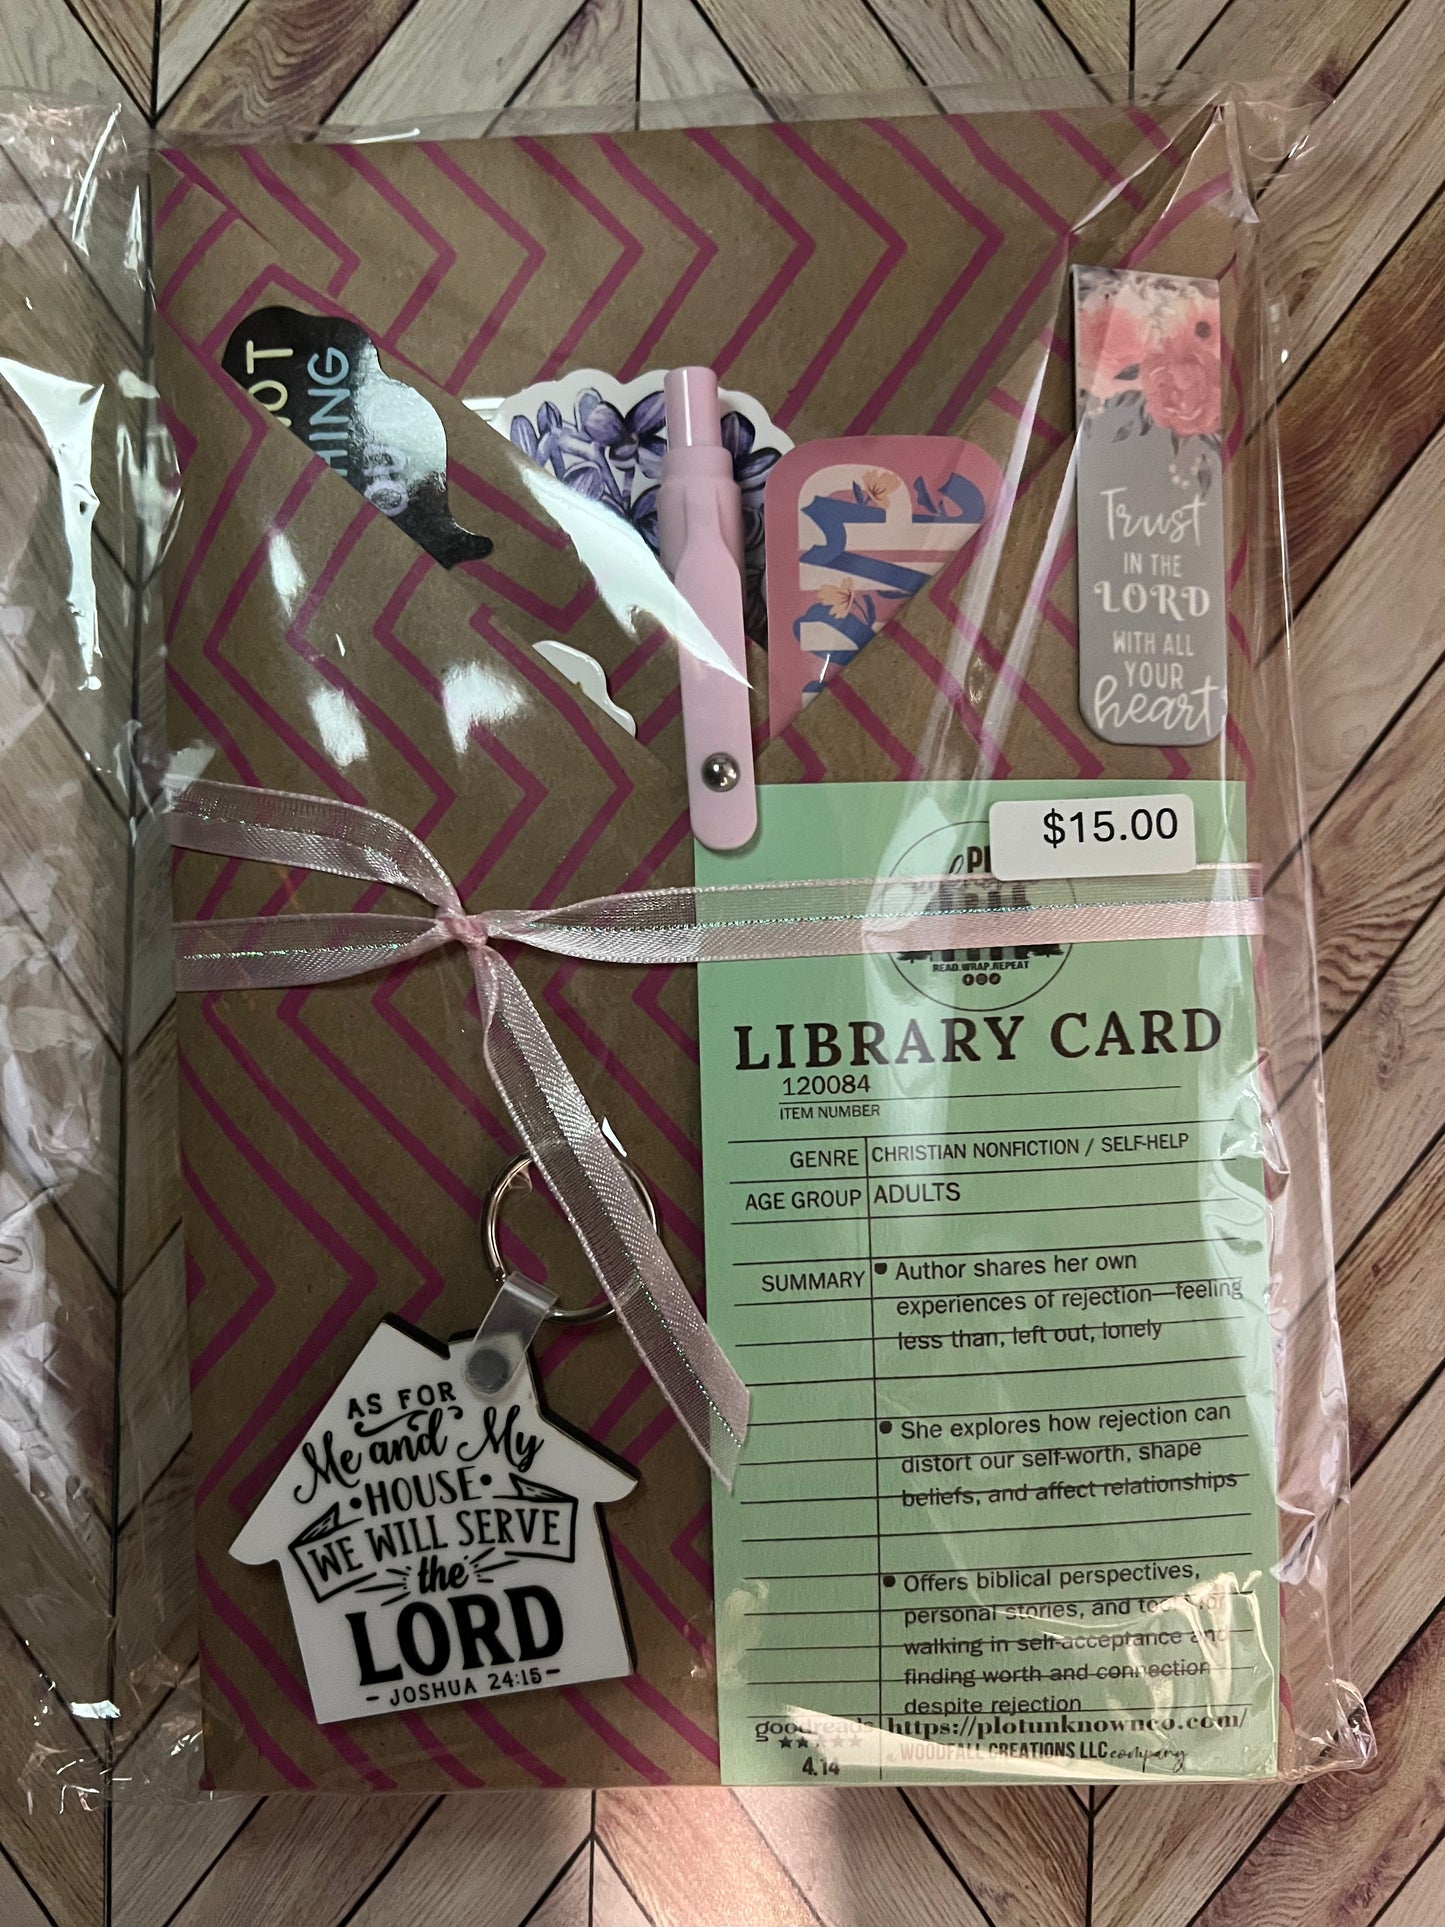 NOT
HING
OU
Trust
IN THE
LORD
WITH ALL
YOUR
heart
$15.00
READ.WRAP.REPEAT
LIBRARY CARD
120084
ITEM NUMBER
GENRE CHRISTIAN NONFICTION / SELF-HELP
AGE GROUP ADULTS
SUMMARY • Author shares her own
experiences of rejection—feeling
less than, left out, lonely
• She explores how rejection can
distort our self-worth, shape
beliefs, and affect relationships
• Offers biblical perspectives,
personal stories, and tools for
walking in self-acceptance and
finding worth and connection
despite rejection
goodreads https://plotunknownco.com/
WOODFALL CREATIONS LLC company
4.14
AS FOR
Me and My
•HOUSE•
WE WILL SERVE
the
LORD
- JOSHUA 24:15 -